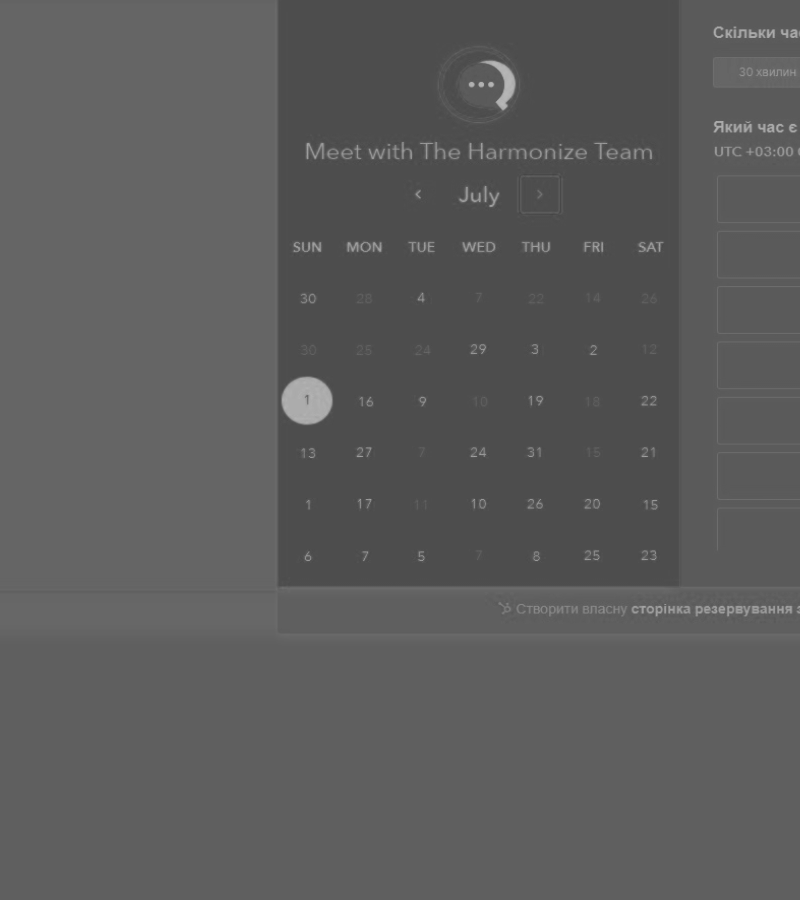 Скільки
30 хвилин
Який час є
UTC +03:00
Meet with The Harmonize Team
July
SUN MON TUE WED THU FRI SAT
30 28 4 7 22 14 26
30 25 24 29 3 2 12
1 16 9 10 19 18 22
13 27 7 24 31 15 21
1 17 11 10 26 20 15
6 7 5 7 8 25 23
Створити власну сторінка резервування